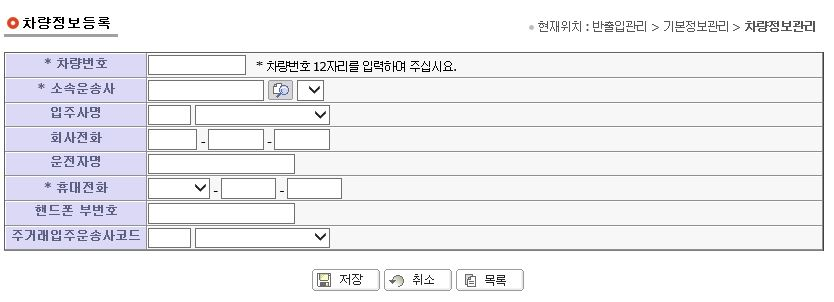 차량정보등록
현재위치 : 반출입관리 > 기본정보관리 > 차량정보관리
* 차량번호 * 차량번호 12자리를 입력하여 주십시요.
* 소속운송사
입주사명
회사전화 - -
운전자명
* 휴대전화 - -
핸드폰 부번호
주거래입주운송사코드
저장 취소 목록